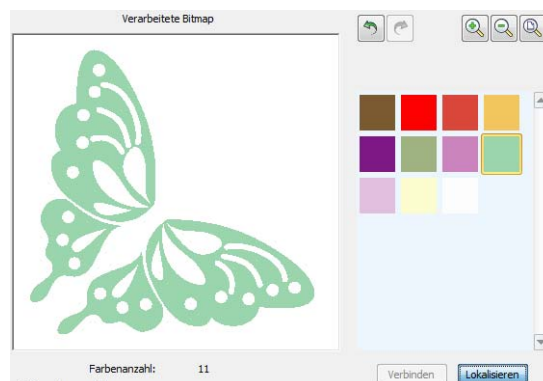 Verarbeitete Bitmap
Farbenanzahl: 11
Verbinden
Lokalisieren